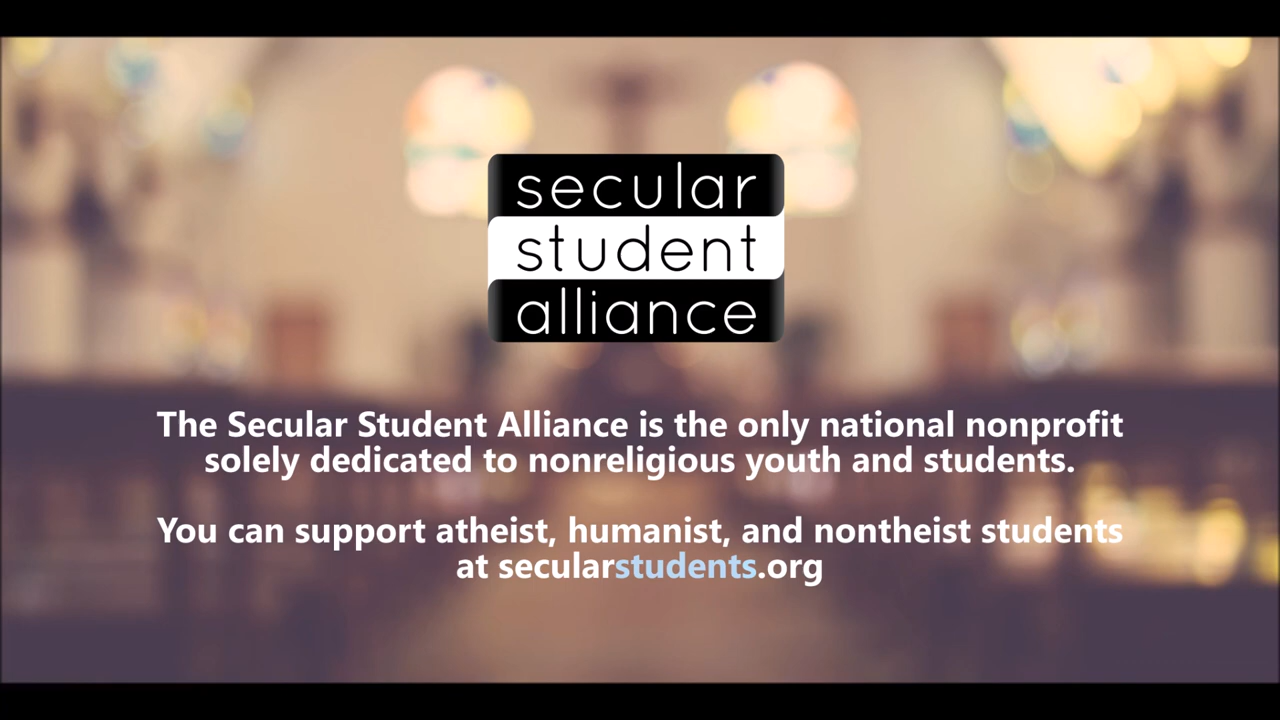 secular
student
alliance
The Secular Student Alliance is the only national nonprofit
solely dedicated to nonreligious youth and students.
You can support atheist, humanist, and nontheist students
at secularstudents.org